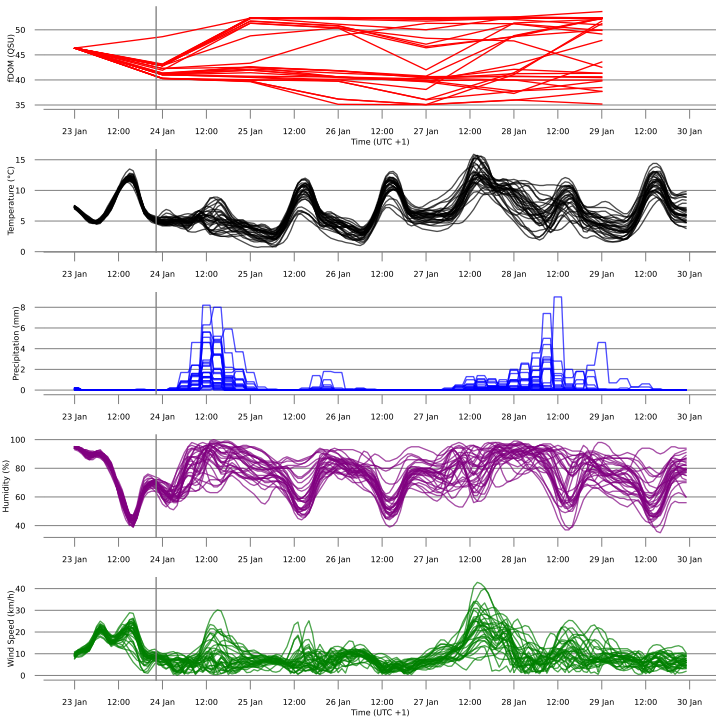 fDOM (QSU)
50
45
40
35
23 Jan 12:00 24 Jan 12:00 25 Jan 12:00 26 Jan 12:00 27 Jan 12:00 28 Jan 12:00 29 Jan 12:00 30 Jan
Time (UTC +1)
Temperature (°C)
15
10
5
0
23 Jan 12:00 24 Jan 12:00 25 Jan 12:00 26 Jan 12:00 27 Jan 12:00 28 Jan 12:00 29 Jan 12:00 30 Jan
Precipitation (mm)
8
6
4
2
0
23 Jan 12:00 24 Jan 12:00 25 Jan 12:00 26 Jan 12:00 27 Jan 12:00 28 Jan 12:00 29 Jan 12:00 30 Jan
Humidity (%)
100
80
60
40
23 Jan 12:00 24 Jan 12:00 25 Jan 12:00 26 Jan 12:00 27 Jan 12:00 28 Jan 12:00 29 Jan 12:00 30 Jan
Wind Speed (km/h)
40
30
20
10
0
23 Jan 12:00 24 Jan 12:00 25 Jan 12:00 26 Jan 12:00 27 Jan 12:00 28 Jan 12:00 29 Jan 12:00 30 Jan
Time (UTC +1)